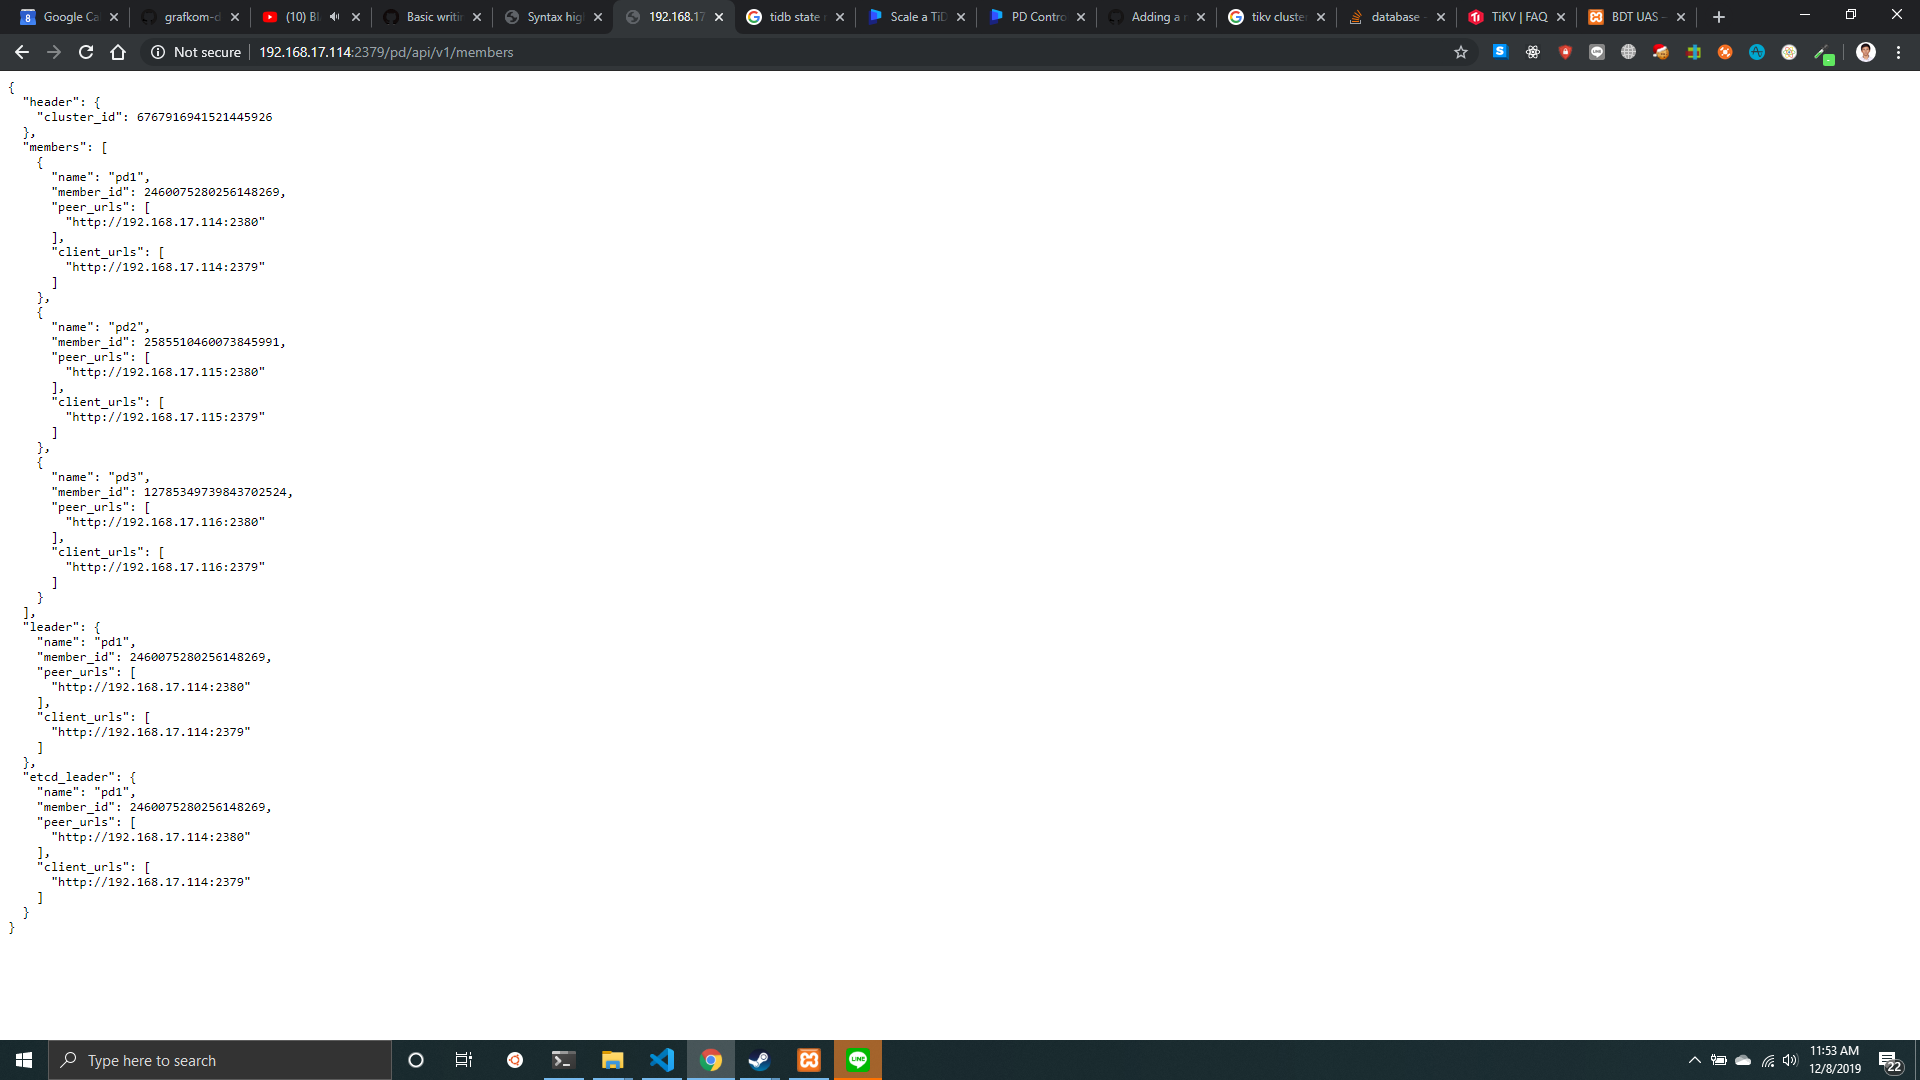 Google Ca
grafkom-d
(10) Bl
Basic writin
Syntax hig
192.168.17
tidb state
Scale a TiD
PD Contro
Adding a
tikv cluster
database -
TiKV | FAQ
BDT UAS -
Not secure
192.168.17.114:2379/pd/api/v1/members
{
"header": {
"cluster_id": 6767916941521445926
},
"members": [
{
"name": "pd1",
"member_id": 2460075280256148269,
"peer_urls": [
"http://192.168.17.114:2380"
],
"client_urls": [
"http://192.168.17.114:2379"
]
},
{
"name": "pd2",
"member_id": 2585510460073845991,
"peer_urls": [
"http://192.168.17.115:2380"
],
"client_urls": [
"http://192.168.17.115:2379"
]
},
{
"name": "pd3",
"member_id": 12785349739843702524,
"peer_urls": [
"http://192.168.17.116:2380"
],
"client_urls": [
"http://192.168.17.116:2379"
]
}
],
"leader": {
"name": "pd1",
"member_id": 2460075280256148269,
"peer_urls": [
"http://192.168.17.114:2380"
],
"client_urls": [
"http://192.168.17.114:2379"
]
},
"etcd_leader": {
"name": "pd1",
"member_id": 2460075280256148269,
"peer_urls": [
"http://192.168.17.114:2380"
],
"client_urls": [
"http://192.168.17.114:2379"
]
}
}
Type here to search
LINE
11:53 AM
12/8/2019
22